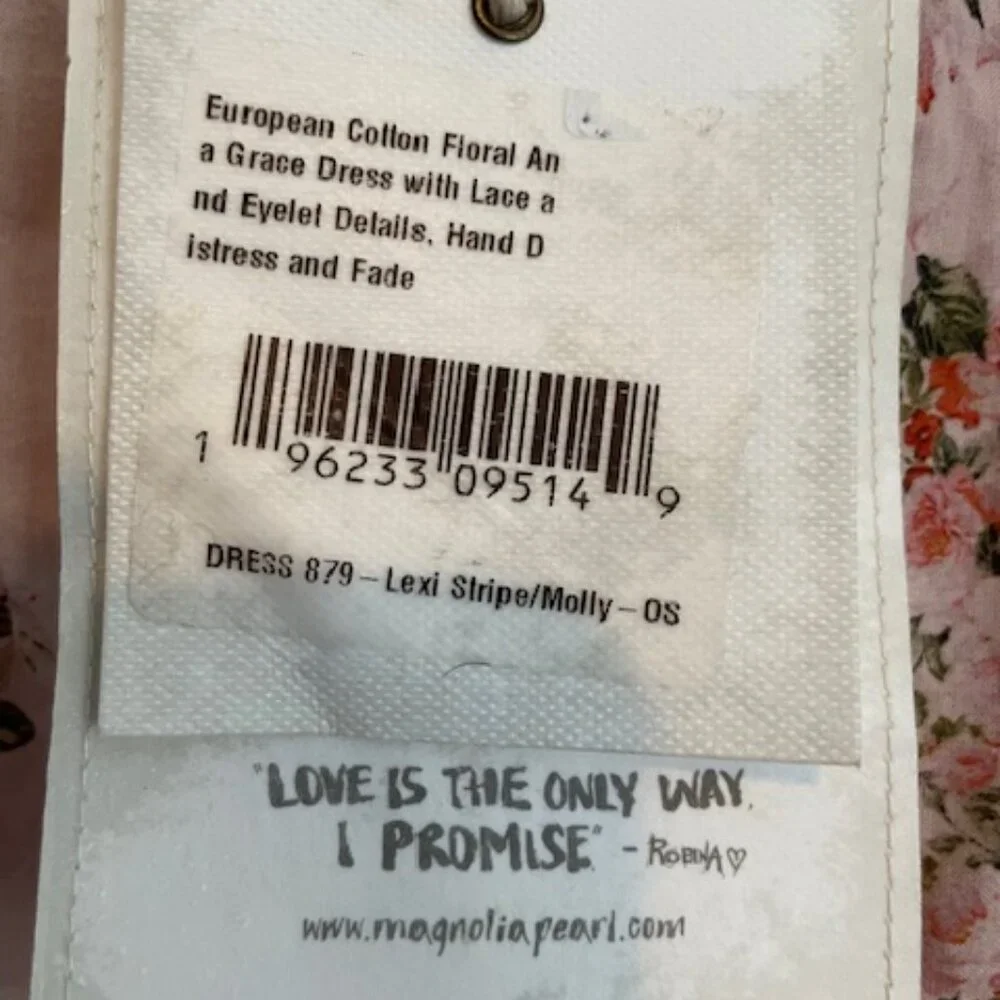 European Cotton Floral An
a Grace Dress with Lace a
nd Eyelet Details, Hand D
istress and Fade
1 96233 09514 9
DRESS 879 – Lexi Stripe/Molly – OS
"LOVE IS THE ONLY WAY.
I PROMISE" - ROBINA♡
www.magnoliapearl.com